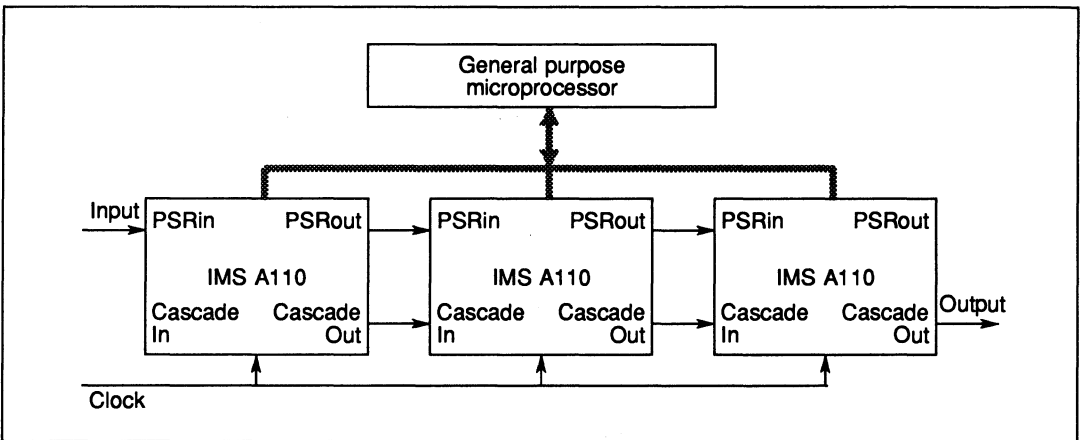 General purpose
microprocessor
Input
PSRin
PSRout
PSRin
PSRout
PSRin
PSRout
IMS A110
IMS A110
IMS A110
Cascade
In
Cascade
Out
Cascade
In
Cascade
Out
Cascade
In
Cascade
Out
Output
Clock